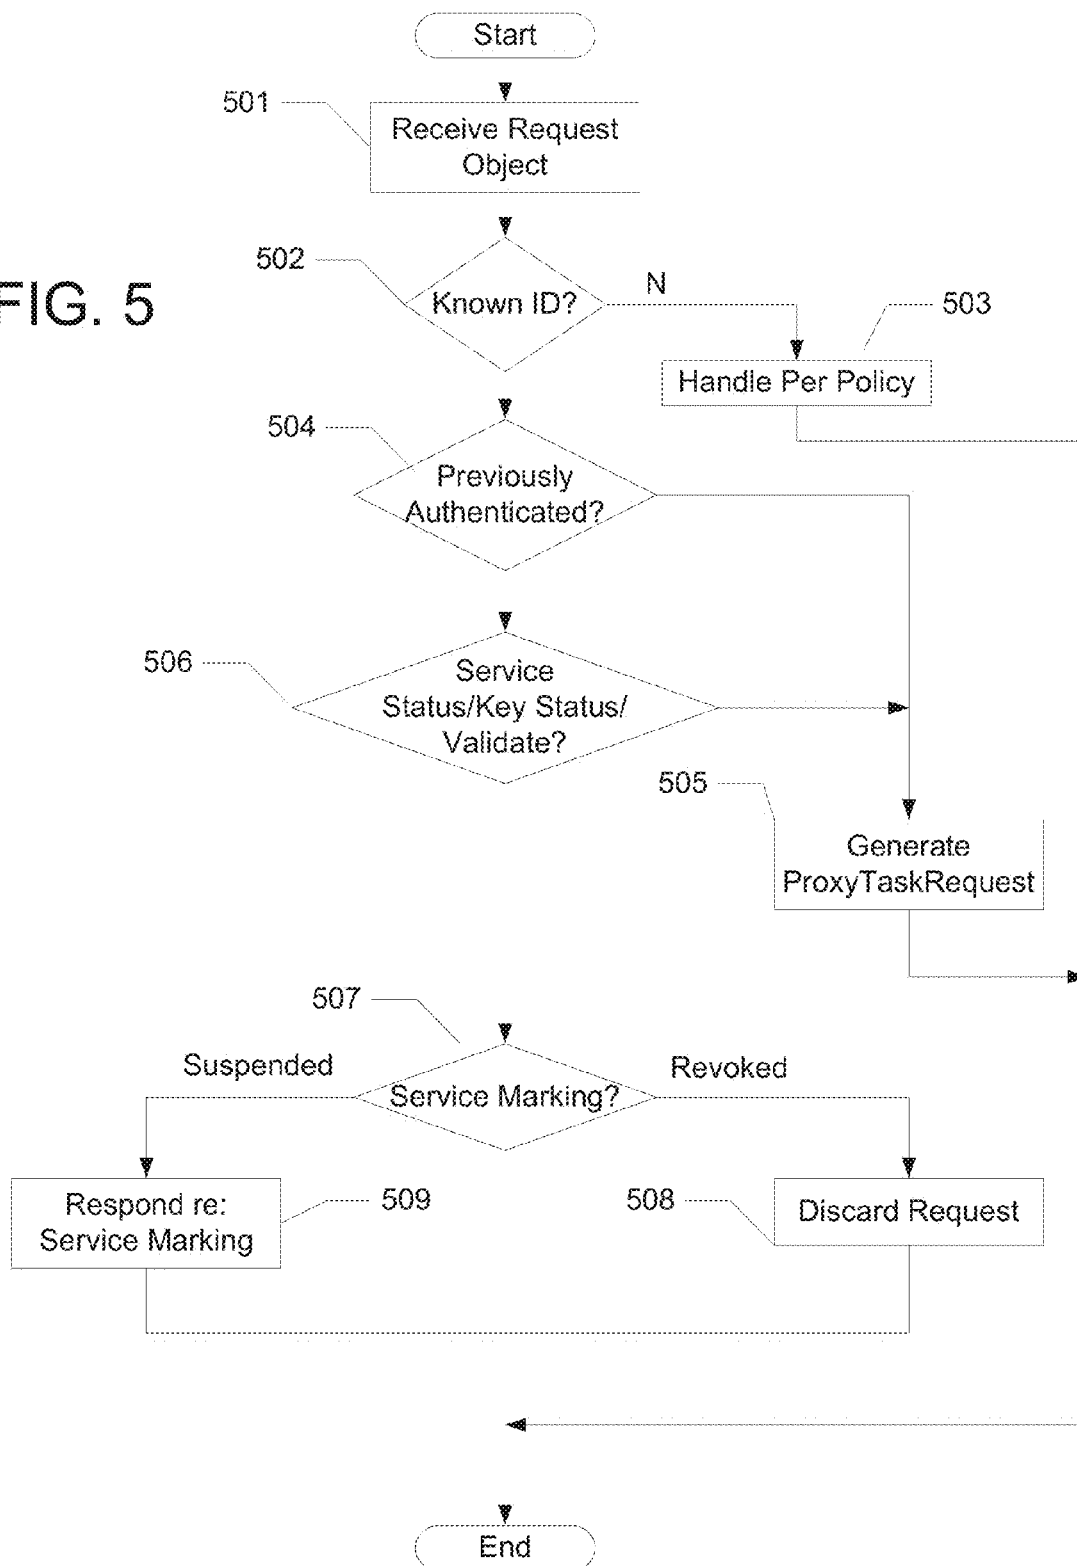 Start
501
Receive Request
Object
502
FIG. 5
Known ID?
N
503
Handle Per Policy
504
Previously
Authenticated?
506
Service
Status/Key Status/
Validate?
505
Generate
ProxyTaskRequest
507
Suspended
Revoked
Service Marking?
Respond re:
Service Marking
509
508
Discard Request
End